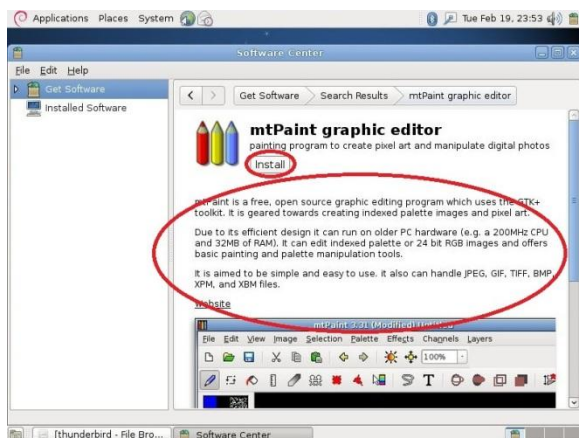 Applications Places System
Tue Feb 19, 23:53
Software Center
File Edit Help
Get Software
Installed Software
Get Software Search Results mtPaint graphic editor
mtPaint graphic editor
painting program to create pixel art and manipulate digital photos
Install
mtPaint is a free, open source graphic editing program which uses the GTK+
toolkit. It is geared towards creating indexed palette images and pixel art.
Due to its efficient design it can run on older PC hardware (e.g. a 200MHz CPU
and 32MB of RAM). It can edit indexed palette or 24 bit RGB images and offers
basic painting and palette manipulation tools.
It is aimed to be simple and easy to use. it also can handle JPEG, GIF, TIFF, BMP,
XPM, and XBM files.
Website
mtPaint 3.31 (Modified)
File Edit View Image Selection Palette Effects Channels Layers
100%
[thunderbird - File Bro...
Software Center